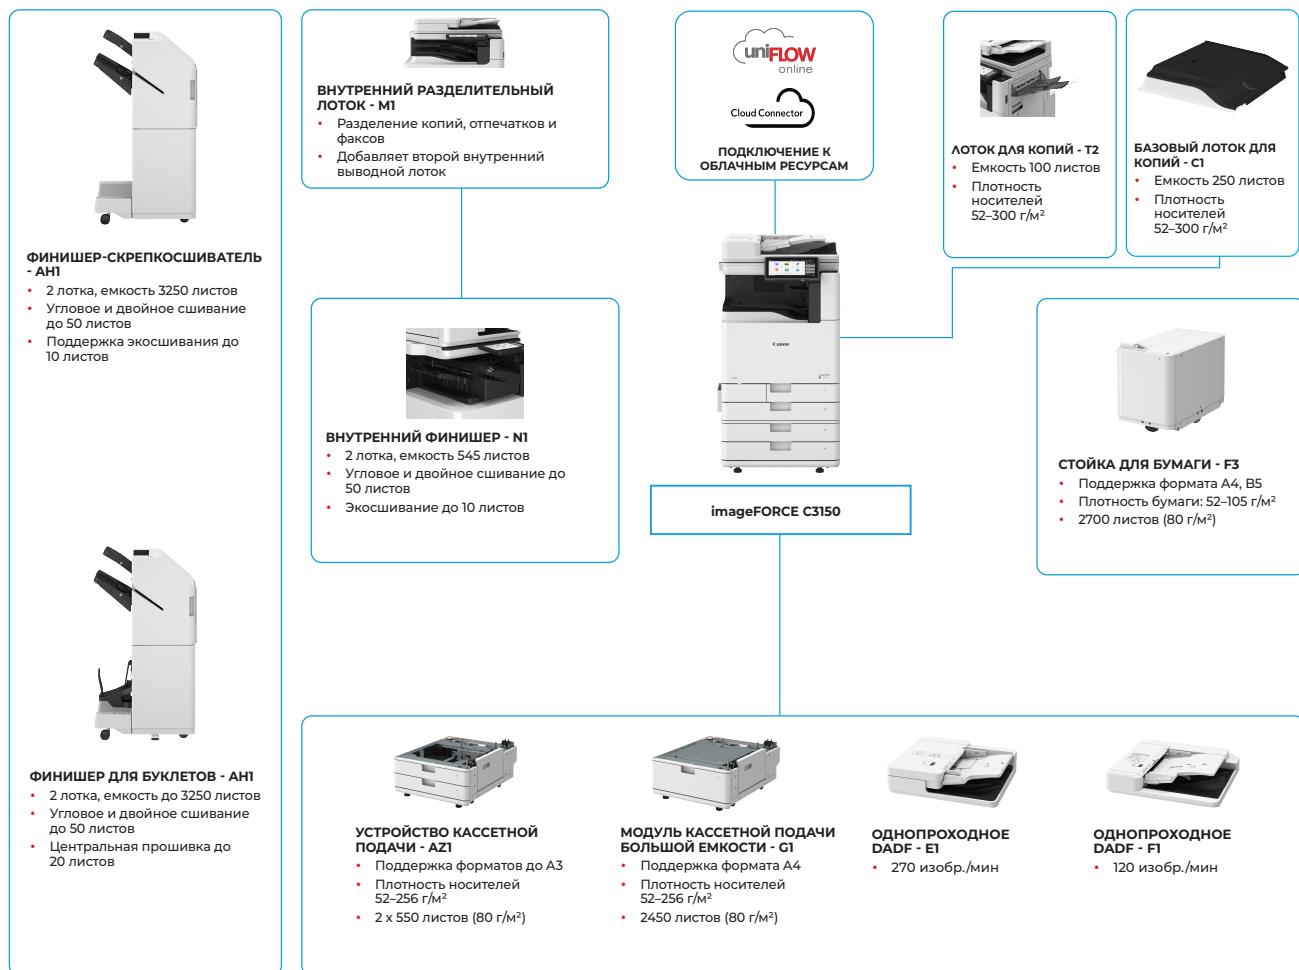 ФИНИШЕР-СКРЕПКОСШИВАТЕЛЬ
- AH1
• 2 лотка, емкость 3250 листов
• Угловое и двойное сшивание
до 50 листов
• Поддержка экосшивания до
10 листов
ФИНИШЕР ДЛЯ БУКЛЕТОВ - AH1
• 2 лотка, емкость до 3250 листов
• Угловое и двойное сшивание
до 50 листов
• Центральная прошивка до
20 листов
ВНУТРЕННИЙ РАЗДЕЛИТЕЛЬНЫЙ
ЛОТОК - M1
• Разделение копий, отпечатков и
факсов
• Добавляет второй внутренний
выводной лоток
ВНУТРЕННИЙ ФИНИШЕР - N1
• 2 лотка, емкость 545 листов
• Угловое и двойное сшивание до
50 листов
• Экосшивание до 10 листов
uniFLOW
online
Cloud Connector
ПОДКЛЮЧЕНИЕ К
ОБЛАЧНЫМ РЕСУРСАМ
Canon
imageFORCE C3150
ЛОТОК ДЛЯ КОПИЙ - T2
• Емкость 100 листов
• Плотность
носителей
52–300 г/м²
БАЗОВЫЙ ЛОТОК ДЛЯ
КОПИЙ - C1
• Емкость 250 листов
• Плотность
носителей
52–300 г/м²
СТОЙКА ДЛЯ БУМАГИ - F3
• Поддержка формата A4, B5
• Плотность бумаги: 52–105 г/м²
• 2700 листов (80 г/м²)
УСТРОЙСТВО КАССЕТНОЙ
ПОДАЧИ - AZ1
• Поддержка форматов до A3
• Плотность носителей
52–256 г/м²
• 2 x 550 листов (80 г/м²)
МОДУЛЬ КАССЕТНОЙ ПОДАЧИ
БОЛЬШОЙ ЕМКОСТИ - G1
• Поддержка формата A4
• Плотность носителей
52–256 г/м²
• 2450 листов (80 г/м²)
ОДНОПРОХОДНОЕ
DADF - E1
• 270 изобр./мин
ОДНОПРОХОДНОЕ
DADF - F1
• 120 изобр./мин